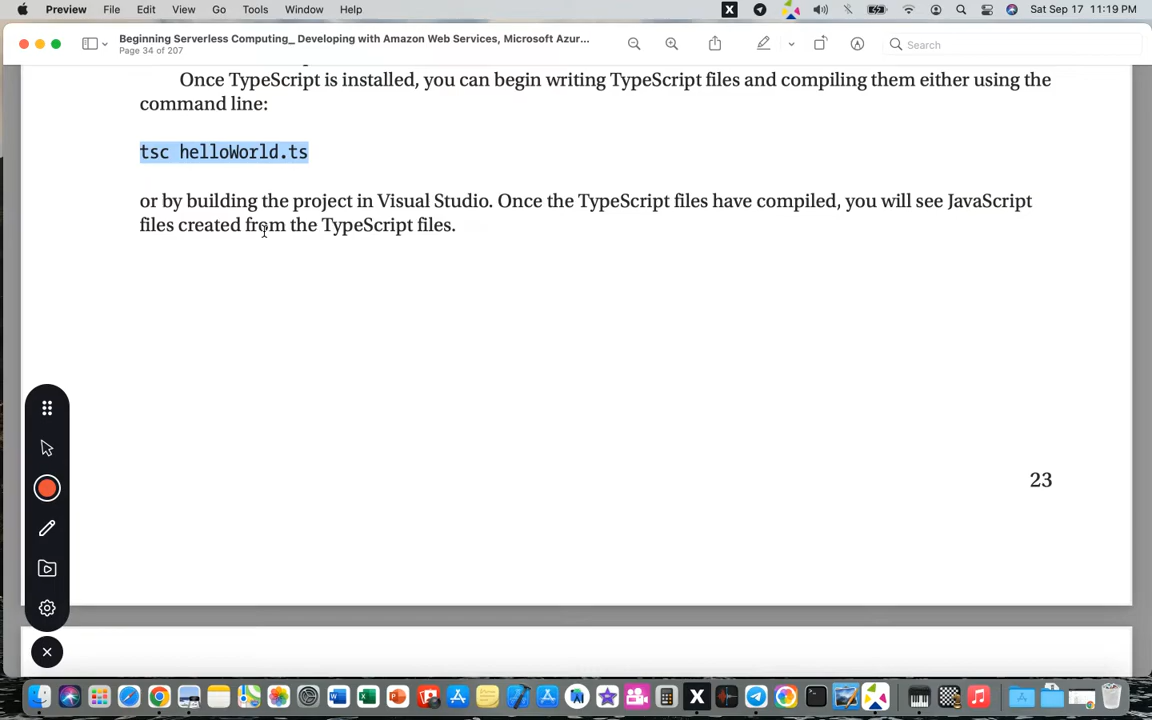 Preview File Edit View Go Tools Window Help Sat Sep 17 11:19 PM
Beginning Serverless Computing_ Developing with Amazon Web Services, Microsoft Azur...
Page 34 of 207
Search
Once TypeScript is installed, you can begin writing TypeScript files and compiling them either using the
command line:
tsc helloWorld.ts
or by building the project in Visual Studio. Once the TypeScript files have compiled, you will see JavaScript
files created from the TypeScript files.
23